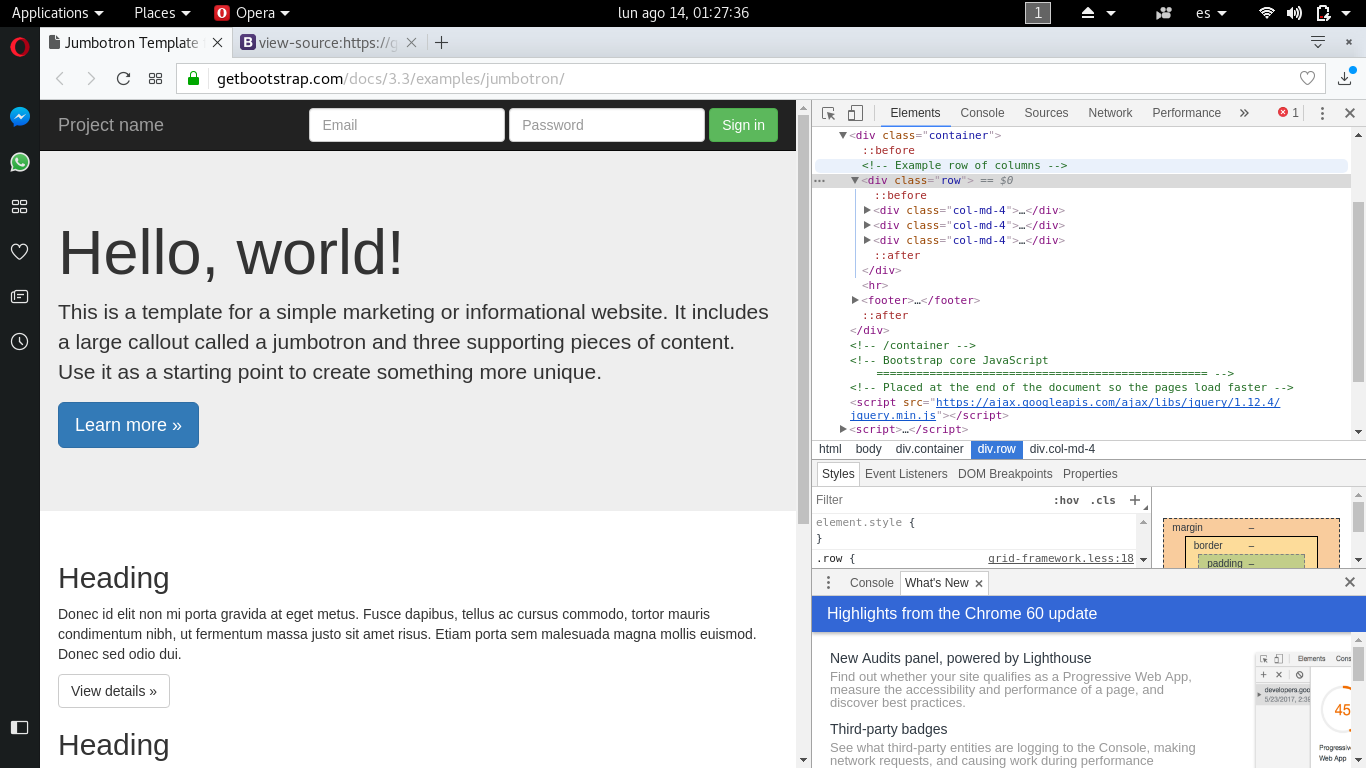 Applications Places Opera lun ago 14, 01:27:36 1 es
Jumbotron Template
view-source:https://g
getbootstrap.com/docs/3.3/examples/jumbotron/
Project name Email Password Sign in
Hello, world!
This is a template for a simple marketing or informational website. It includes
a large callout called a jumbotron and three supporting pieces of content.
Use it as a starting point to create something more unique.
Learn more »
Heading
Donec id elit non mi porta gravida at eget metus. Fusce dapibus, tellus ac cursus commodo, tortor mauris
condimentum nibh, ut fermentum massa justo sit amet risus. Etiam porta sem malesuada magna mollis euismod.
Donec sed odio dui.
View details »
Heading
Elements Console Sources Network Performance » 1
<div class="container">
::before
<!-- Example row of columns -->
<div class="row"> == $0
::before
<div class="col-md-4">…</div>
<div class="col-md-4">…</div>
<div class="col-md-4">…</div>
::after
</div>
<hr>
<footer>…</footer>
::after
</div>
<!-- /container -->
<!-- Bootstrap core JavaScript
================================================== -->
<!-- Placed at the end of the document so the pages load faster -->
<script src="https://ajax.googleapis.com/ajax/libs/jquery/1.12.4/
jquery.min.js"></script>
<script>…</script>
html body div.container div.row div.col-md-4
Styles Event Listeners DOM Breakpoints Properties
Filter :hov .cls +
element.style {
}
.row { grid-framework.less:18
margin –
border –
padding –
Console What's New
Highlights from the Chrome 60 update
New Audits panel, powered by Lighthouse
Find out whether your site qualifies as a Progressive Web App,
measure the accessibility and performance of a page, and
discover best practices.
Third-party badges
See what third-party entities are logging to the Console, making
network requests, and causing work during performance
Elements Cons
developers.goo
5/23/2017, 2:38
45
Progressiv
Web App